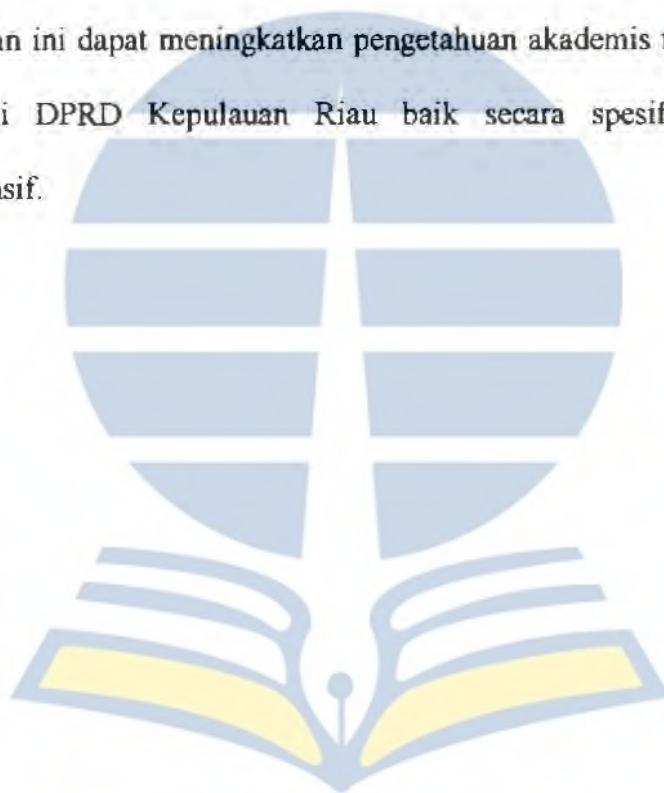 an ini dapat meningkatkan pengetahuan akademis
i DPRD Kepulauan Riau baik secara spesif
sif.